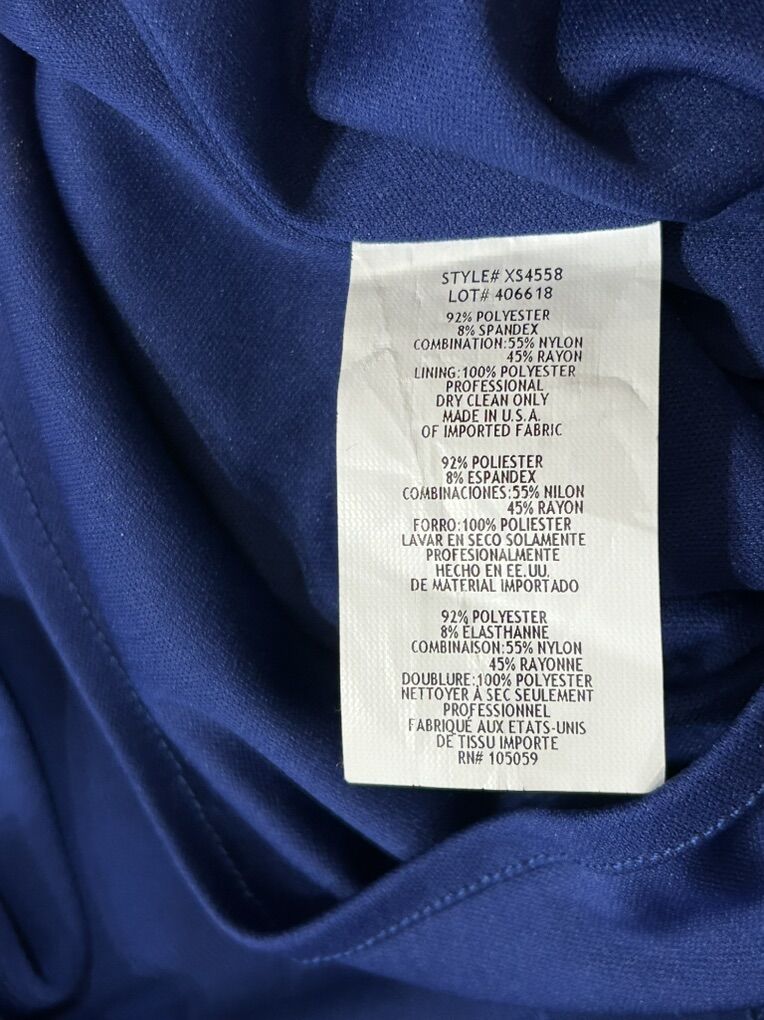 STYLE# XS4558
LOT# 406618
92% POLYESTER
8% SPANDEX
COMBINATION:55% NYLON
45% RAYON
LINING:100% POLYESTER
PROFESSIONAL
DRY CLEAN ONLY
MADE IN U.S.A.
OF IMPORTED FABRIC
92% POLIESTER
8% ESPANDEX
COMBINACIONES:55% NILON
45% RAYON
FORRO:100% POLIESTER
LAVAR EN SECO SOLAMENTE
PROFESIONALMENTE
HECHO EN EE.UU.
DE MATERIAL IMPORTADO
92% POLYESTER
8% ÉLASTHANNE
COMBINAISON:55% NYLON
45% RAYONNE
DOUBLURE:100% POLYESTER
NETTOYER À SEC SEULEMENT
PROFESSIONNEL
FABRIQUÉ AUX ETATS-UNIS
DE TISSU IMPORTE
RN# 105059